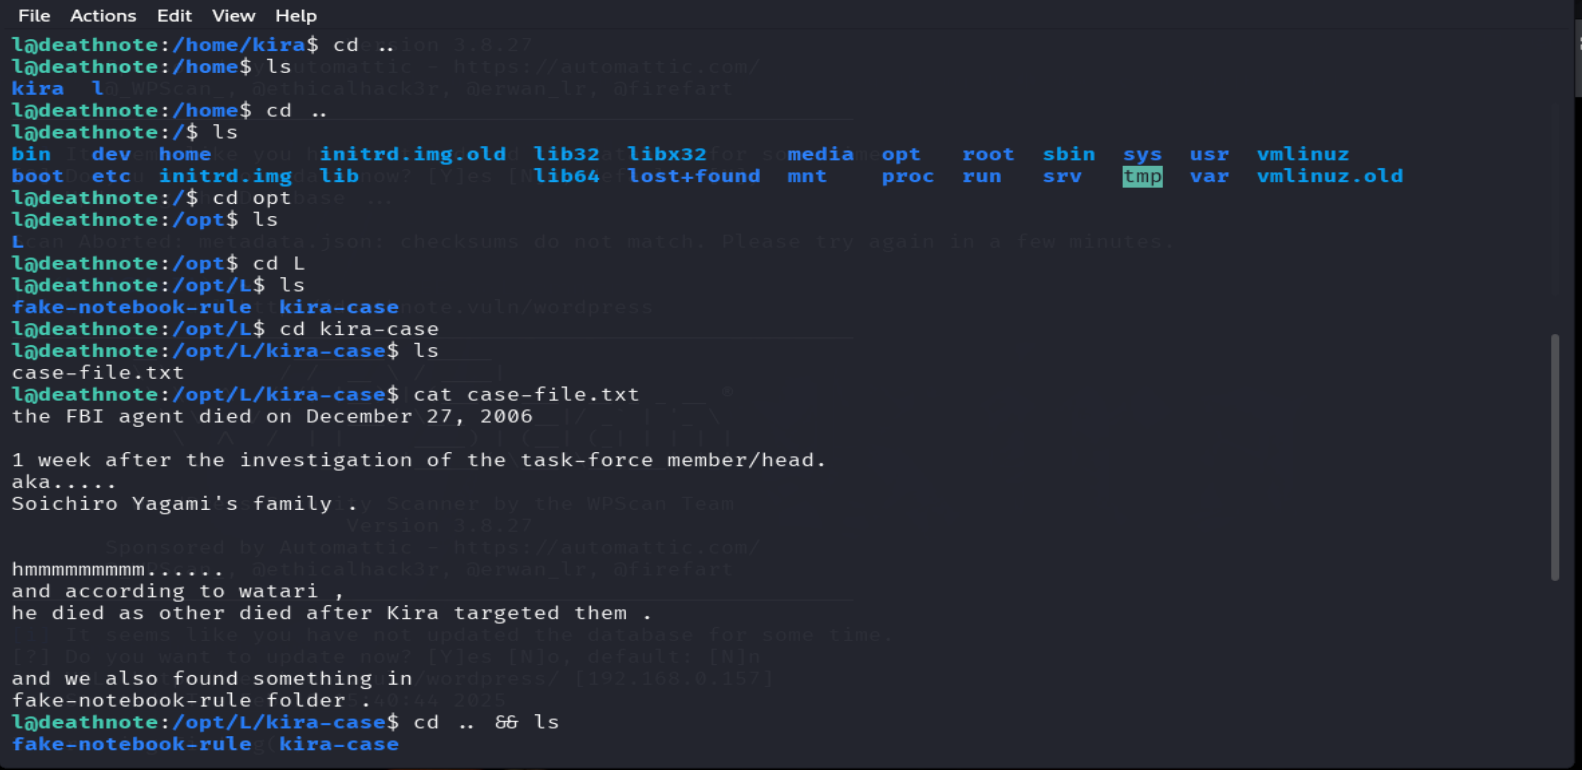 File Actions Edit View Help
l@deathnote:/home/kira$ cd ..
l@deathnote:/home$ ls
kira l
l@deathnote:/home$ cd ..
l@deathnote:/$ ls
bin dev home initrd.img.old lib32 libx32 media opt root sbin sys usr vmlinuz
boot etc initrd.img lib lib64 lost+found mnt proc run srv tmp var vmlinuz.old
l@deathnote:/$ cd opt
l@deathnote:/opt$ ls
L
l@deathnote:/opt$ cd L
l@deathnote:/opt/L$ ls
fake-notebook-rule kira-case
l@deathnote:/opt/L$ cd kira-case
l@deathnote:/opt/L/kira-case$ ls
case-file.txt
l@deathnote:/opt/L/kira-case$ cat case-file.txt
the FBI agent died on December 27, 2006
1 week after the investigation of the task-force member/head.
aka.....
Soichiro Yagami's family .
hmmmmmmmmm......
and according to watari ,
he died as other died after Kira targeted them .
and we also found something in
fake-notebook-rule folder .
l@deathnote:/opt/L/kira-case$ cd .. && ls
fake-notebook-rule kira-case